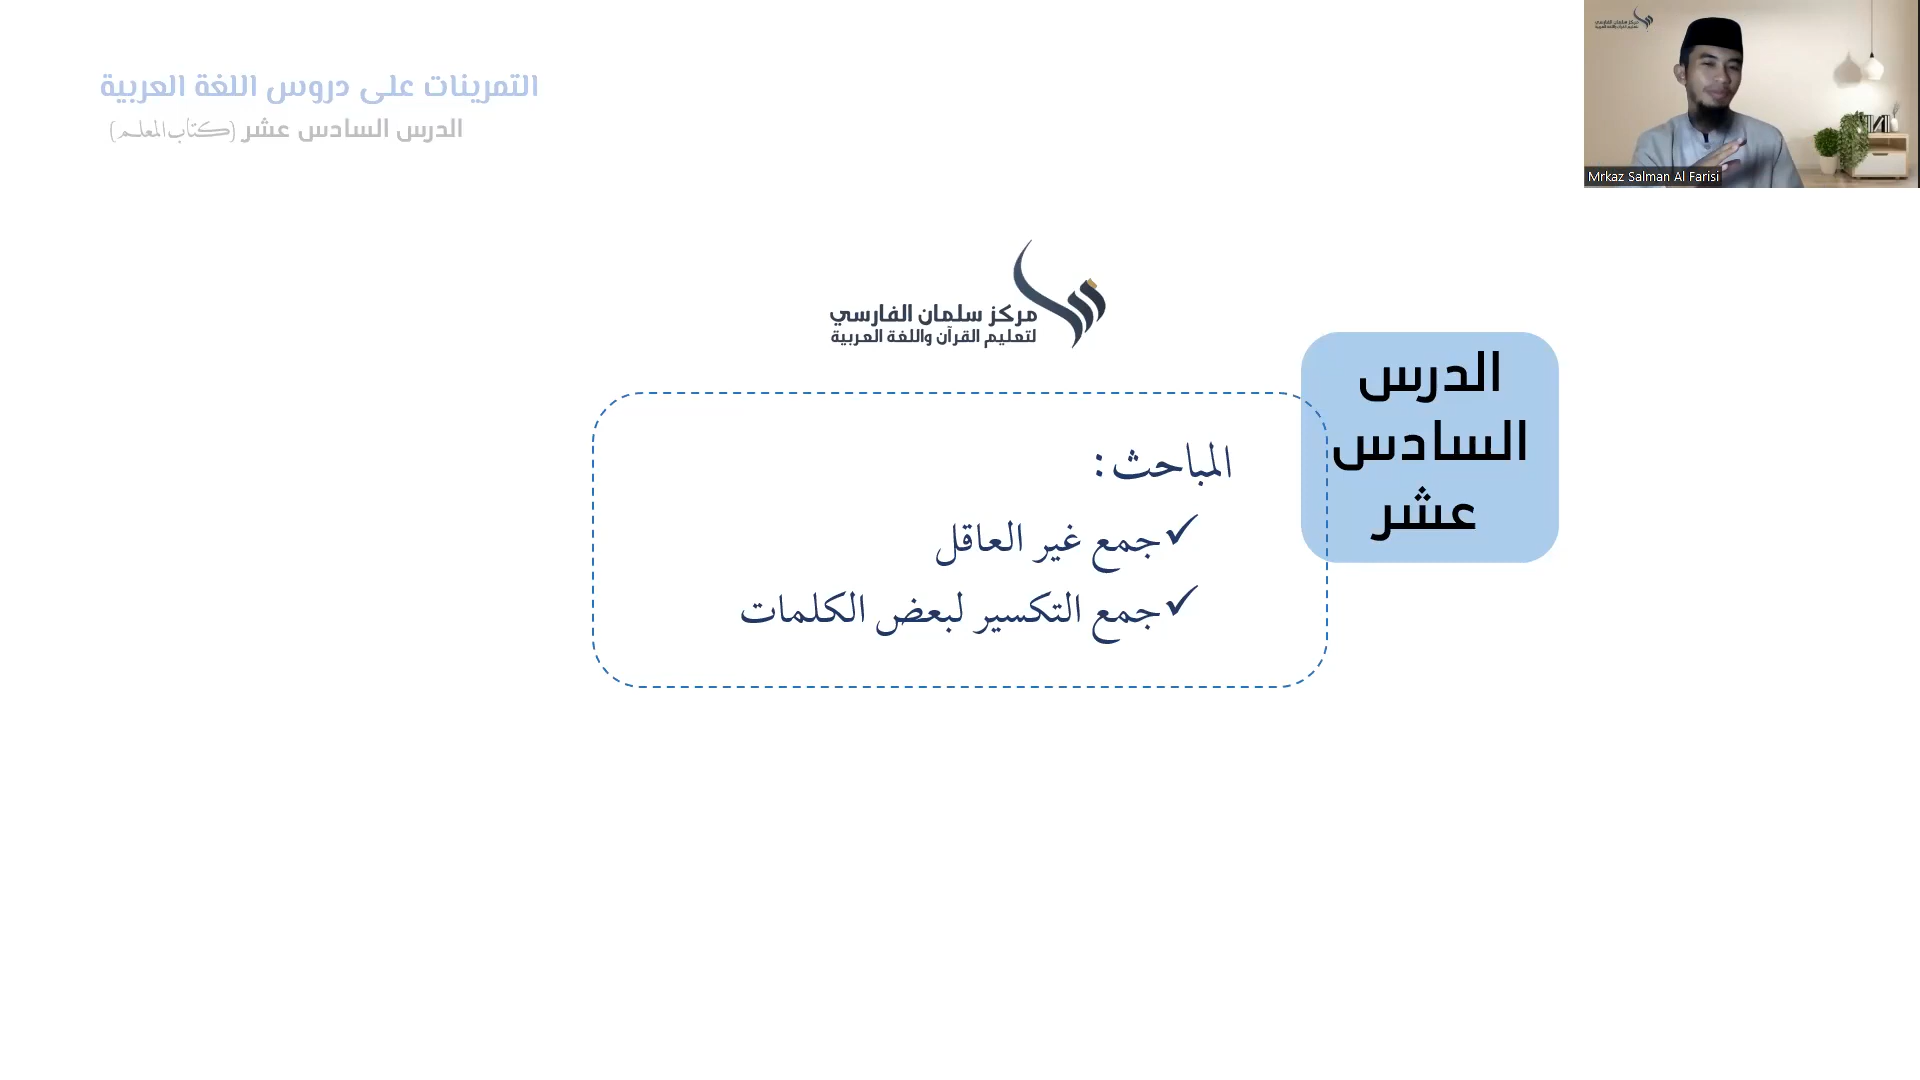 التمرينات على دروس اللغة العربية
الدرس السادس عشر (كتاب المعلم)
Mrkaz Salman Al Farisi
مركز سلمان الفارسي
لتعليم القرآن واللغة العربية
الدرس
السادس
عشر
المباحث:
✓جمع غير العاقل
✓جمع التكسير لبعض الكلمات